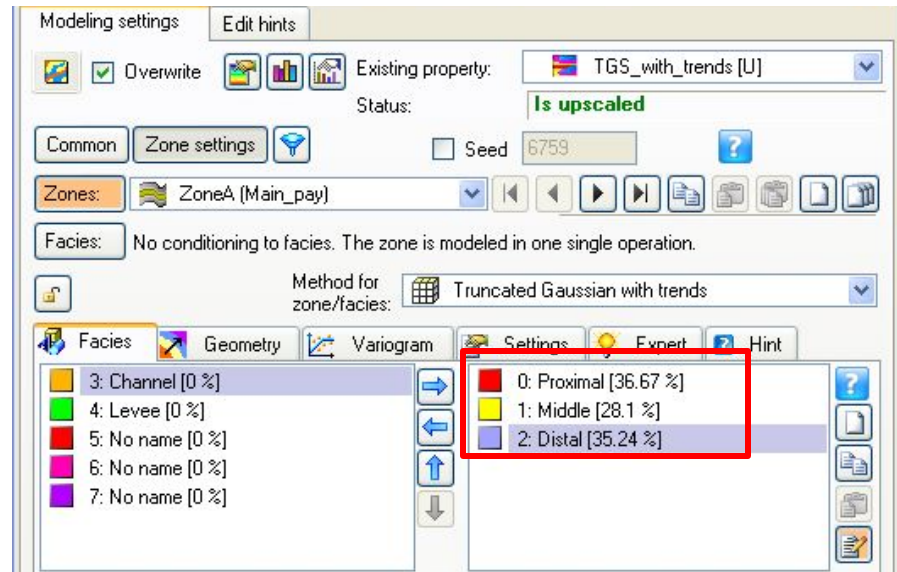 Modeling settings Edit hints
Overwrite Existing property: TGS_with_trends [U]
Status: Is upscaled
Common Zone settings Seed 6759 ?
Zones: ZoneA (Main_pay)
Facies: No conditioning to facies. The zone is modeled in one single operation.
Method for zone/facies: Truncated Gaussian with trends
Facies Geometry Variogram Settings Expert ? Hint
3: Channel [0 %]
4: Levee [0 %]
5: No name [0 %]
6: No name [0 %]
7: No name [0 %]
0: Proximal [36.67 %]
1: Middle [28.1 %]
2: Distal [35.24 %]
?